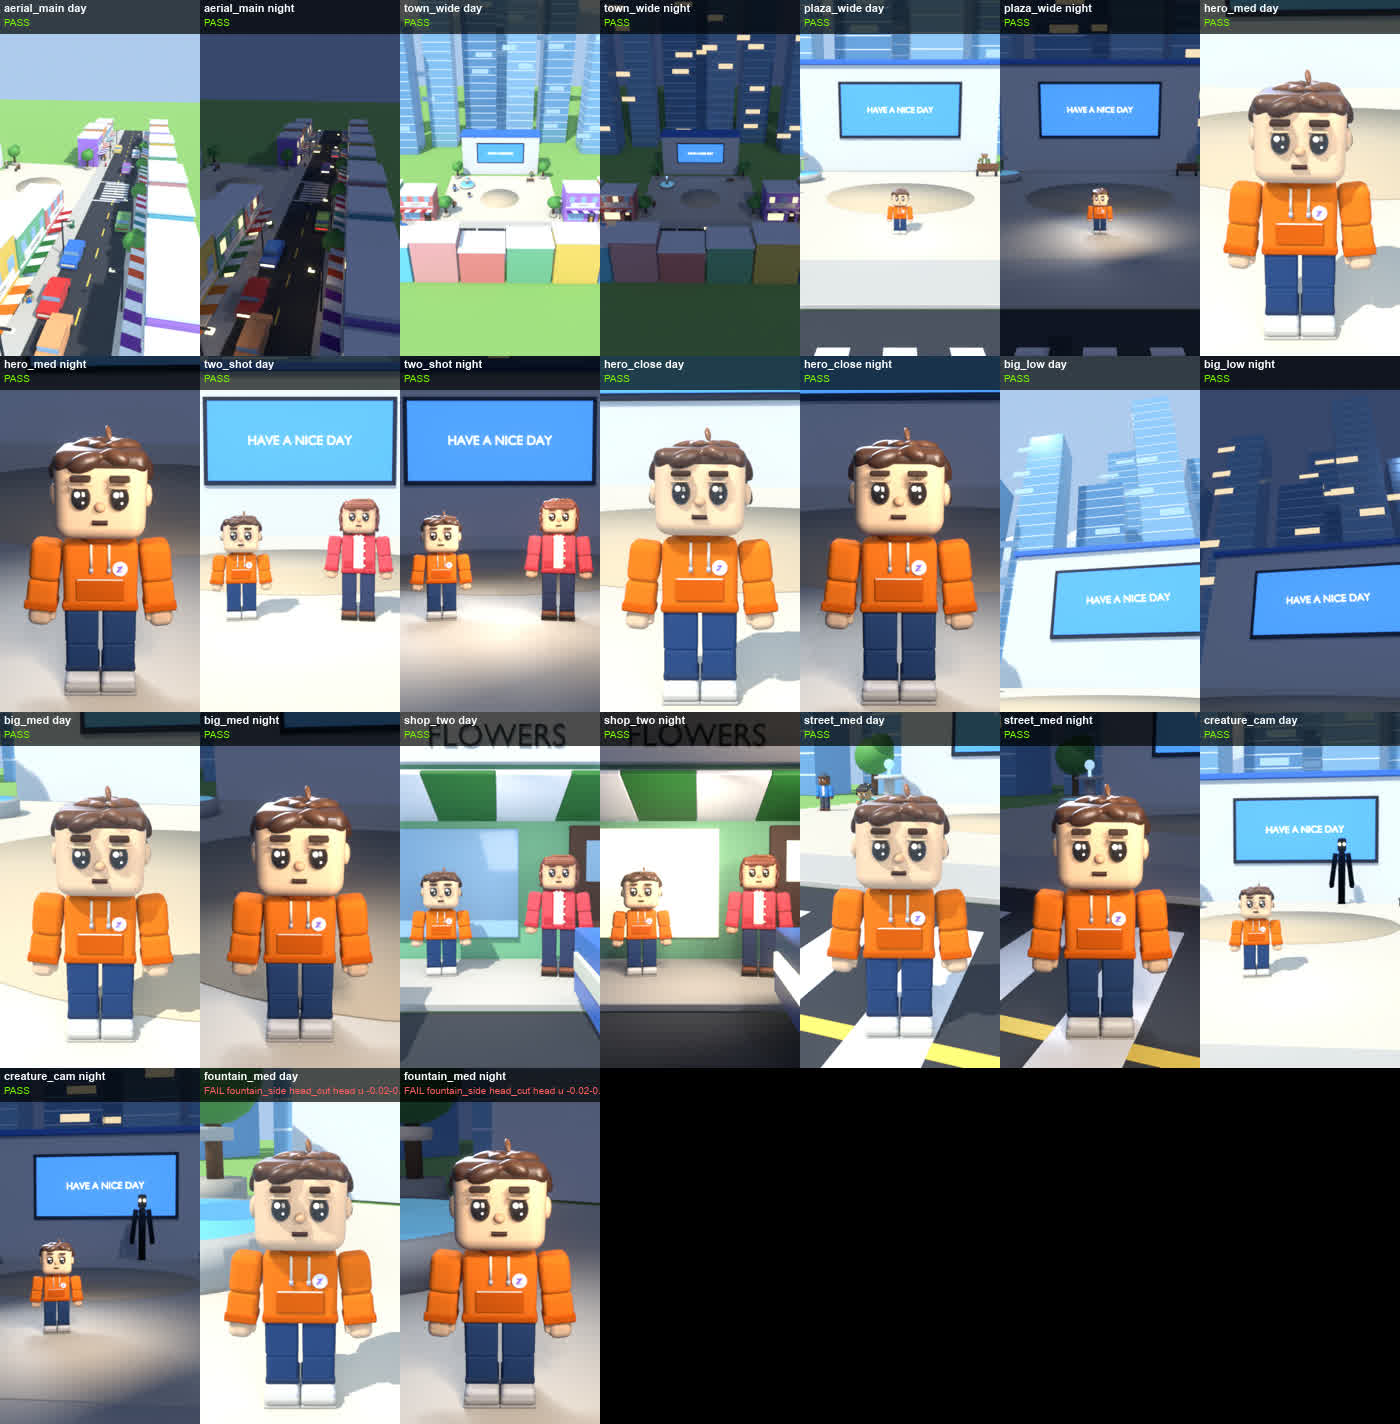 aerial_main day
PASS
aerial_main night
PASS
town_wide day
PASS
town_wide night
PASS
plaza_wide day
PASS
HAVE A NICE DAY
plaza_wide night
PASS
HAVE A NICE DAY
hero_med day
PASS
z
hero_med night
PASS
z
two_shot day
PASS
HAVE A NICE DAY
two_shot night
PASS
HAVE A NICE DAY
hero_close day
PASS
z
hero_close night
PASS
z
big_low day
PASS
HAVE A NICE DAY
big_low night
PASS
HAVE A NICE DAY
big_med day
PASS
z
big_med night
PASS
z
shop_two day
PASS
FLOWERS
shop_two night
PASS
FLOWERS
street_med day
PASS
z
street_med night
PASS
z
creature_cam day
PASS
HAVE A NICE DAY
creature_cam night
PASS
HAVE A NICE DAY
fountain_med day
FAIL fountain_side head_cut head u -0.02-0.
z
fountain_med night
FAIL fountain_side head_cut head u -0.02-0.
z